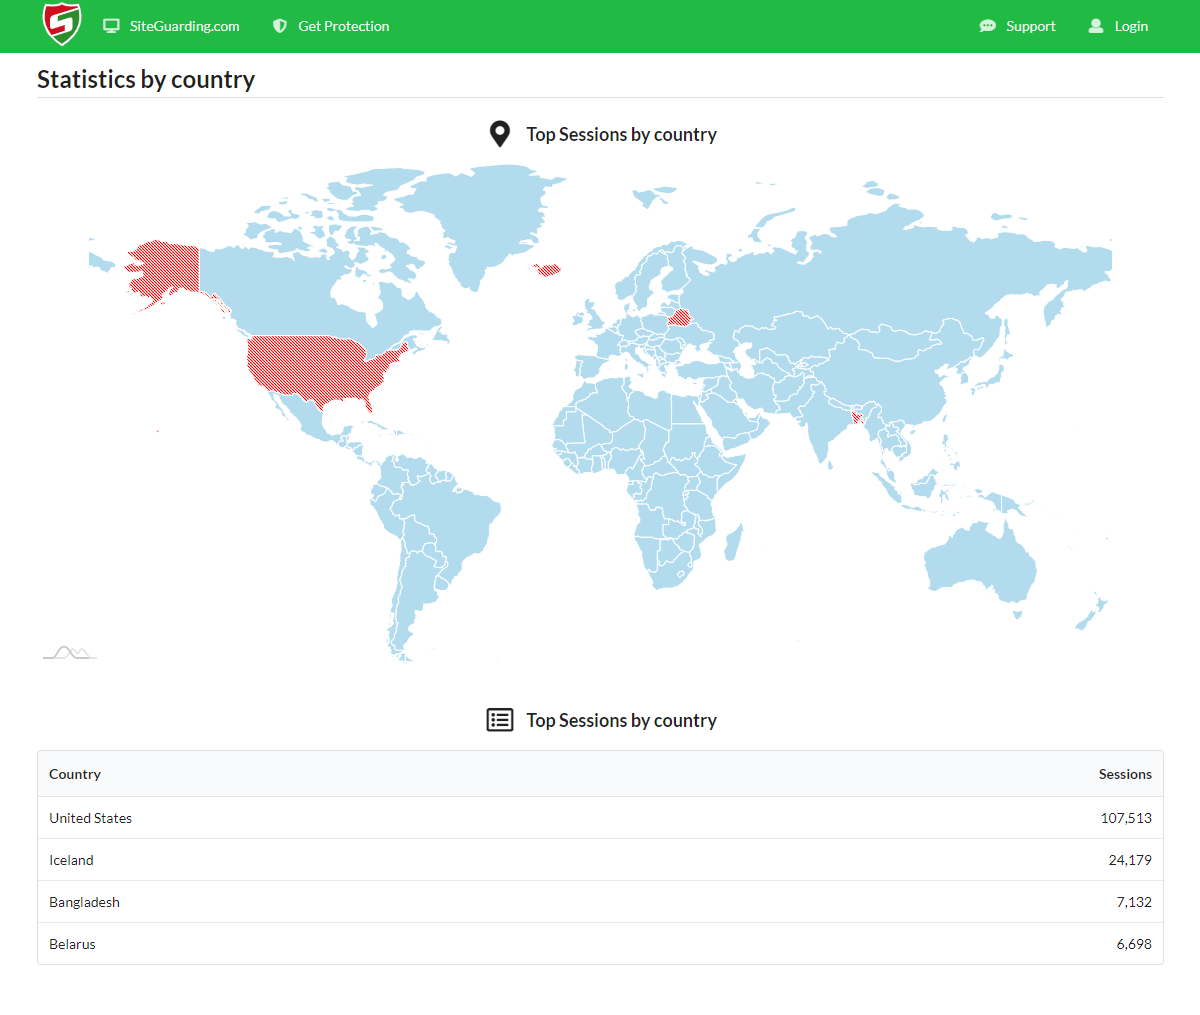 SiteGuarding.com
Get Protection
Support
Login
Statistics by country
Top Sessions by country
Top Sessions by country
Country Sessions
United States 107,513
Iceland 24,179
Bangladesh 7,132
Belarus 6,698